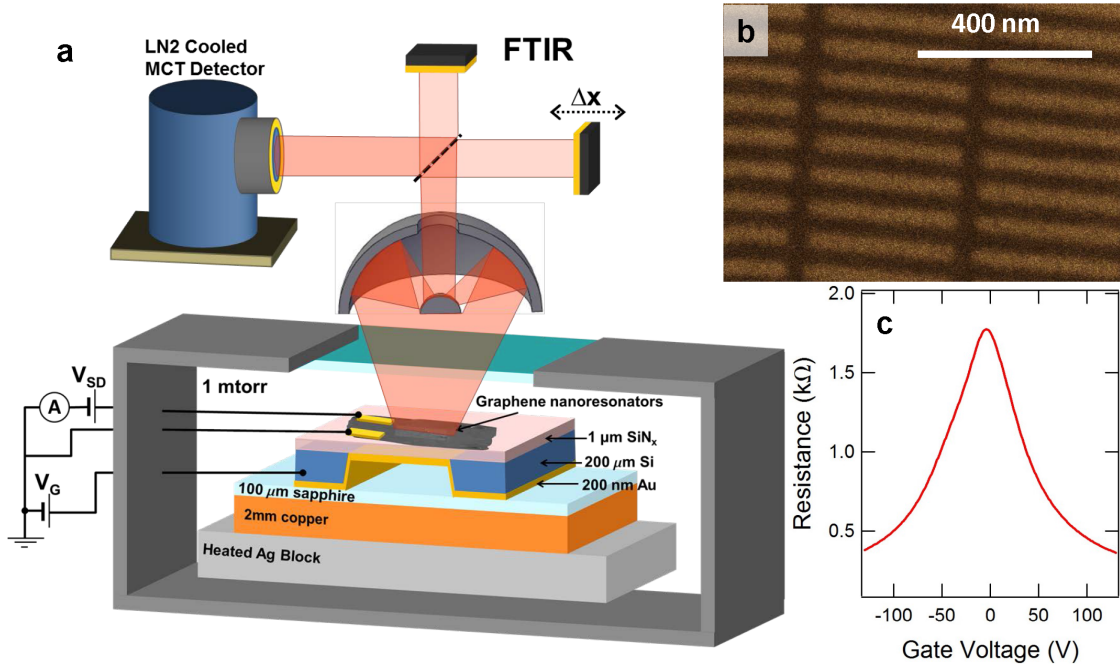 a
LN2 Cooled
MCT Detector
FTIR
Δx
1 mtorr
V_SD
A
V_G
Graphene nanoresonators
1 μm SiNₓ
200 μm Si
200 nm Au
100 μm sapphire
2mm copper
Heated Ag Block
b
400 nm
c
2.0
1.5
1.0
0.5
Resistance (kΩ)
-100
-50
0
50
100
Gate Voltage (V)